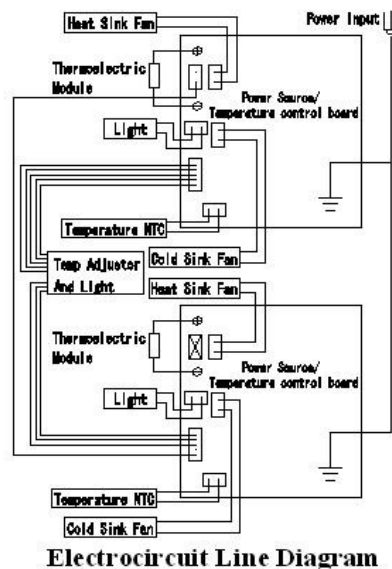 Heat Sink Fan
Power Input
Thermoelectric
Module
Power Source/
Temperature control board
Light
Temperature NTC
Cold Sink Fan
Temp Adjustor
And Light
Heat Sink Fan
Thermoelectric
Module
Power Source/
Temperature control board
Light
Temperature NTC
Cold Sink Fan
Electrocircuit Line Diagram